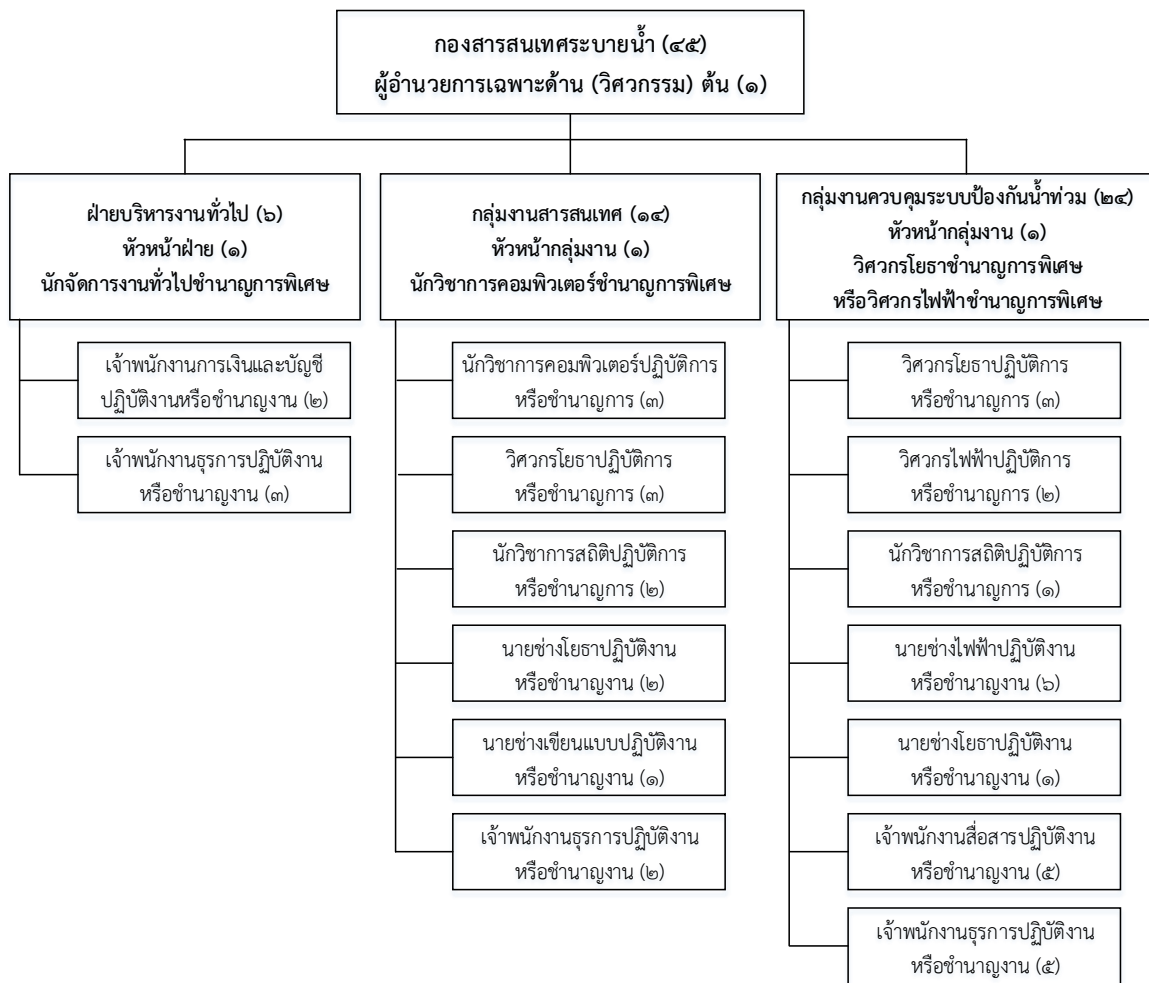 กองสารสนเทศระบายน้ำ (๔๕)
ผู้อำนวยการเฉพาะด้าน (วิศวกรรม) ต้น (๑)
ฝ่ายบริหารงานทั่วไป (๖)
หัวหน้าฝ่าย (๑)
นักจัดการงานทั่วไปชำนาญการพิเศษ
เจ้าพนักงานการเงินและบัญชี
ปฏิบัติงานหรือชำนาญงาน (๒)
เจ้าพนักงานธุรการปฏิบัติงาน
หรือชำนาญงาน (๓)
กลุ่มงานสารสนเทศ (๑๔)
หัวหน้ากลุ่มงาน (๑)
นักวิชาการคอมพิวเตอร์ชำนาญการพิเศษ
นักวิชาการคอมพิวเตอร์ปฏิบัติการ
หรือชำนาญการ (๓)
วิศวกรโยธาปฏิบัติการ
หรือชำนาญการ (๓)
นักวิชาการสถิติปฏิบัติการ
หรือชำนาญการ (๒)
นายช่างโยธาปฏิบัติงาน
หรือชำนาญงาน (๒)
นายช่างเขียนแบบปฏิบัติงาน
หรือชำนาญงาน (๑)
เจ้าพนักงานธุรการปฏิบัติงาน
หรือชำนาญงาน (๒)
กลุ่มงานควบคุมระบบป้องกันน้ำท่วม (๒๔)
หัวหน้ากลุ่มงาน (๑)
วิศวกรโยธาชำนาญการพิเศษ
หรือวิศวกรไฟฟ้าชำนาญการพิเศษ
วิศวกรโยธาปฏิบัติการ
หรือชำนาญการ (๓)
วิศวกรไฟฟ้าปฏิบัติการ
หรือชำนาญการ (๒)
นักวิชาการสถิติปฏิบัติการ
หรือชำนาญการ (๑)
นายช่างไฟฟ้าปฏิบัติงาน
หรือชำนาญงาน (๖)
นายช่างโยธาปฏิบัติงาน
หรือชำนาญงาน (๑)
เจ้าพนักงานสื่อสารปฏิบัติงาน
หรือชำนาญงาน (๕)
เจ้าพนักงานธุรการปฏิบัติงาน
หรือชำนาญงาน (๕)